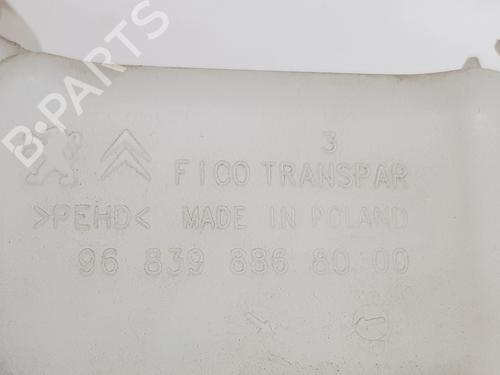 3
FICO TRANSPAR
>PEHD< MADE IN POLAND
96 839 886 80:00
B-PARTS